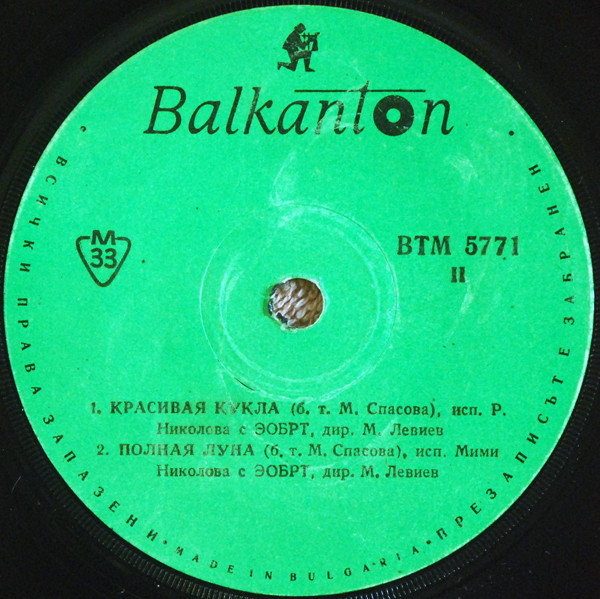 Balkanton
M
33
ВТМ 5771
II
1. КРАСИВАЯ КУКЛА (б. т. М. Спасова), исп. Р.
Николова с ЭОБРТ, дир. М. Левиев
2. ПОЛНАЯ ЛУНА (б. т. М. Спасова), исп. Мими
Николова с ЭОБРТ, дир. М. Левиев
• ВСИЧКИ ПРАВА ЗАПАЗЕНИ • MADE IN BULGARIA • ПРЕЗАПИСЪТ Е ЗАБРАНЕН •